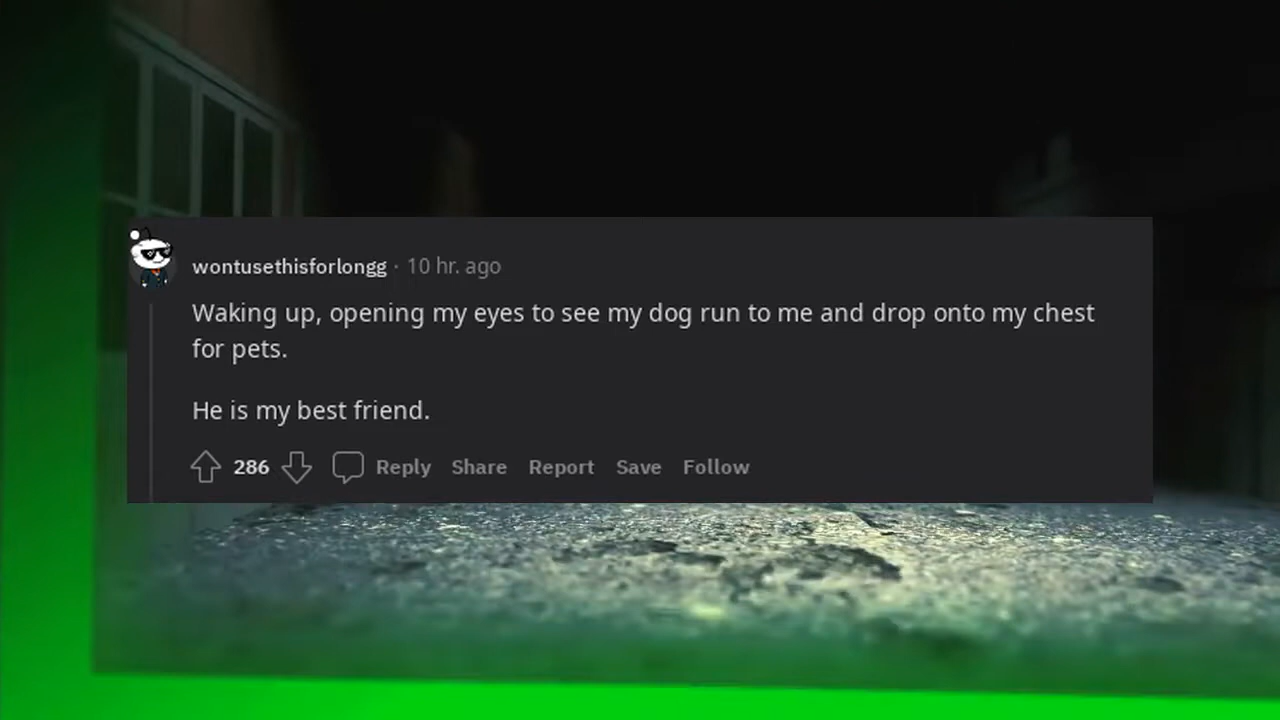 wontusethisforlongg · 10 hr. ago
Waking up, opening my eyes to see my dog run to me and drop onto my chest
for pets.
He is my best friend.
286 Reply Share Report Save Follow